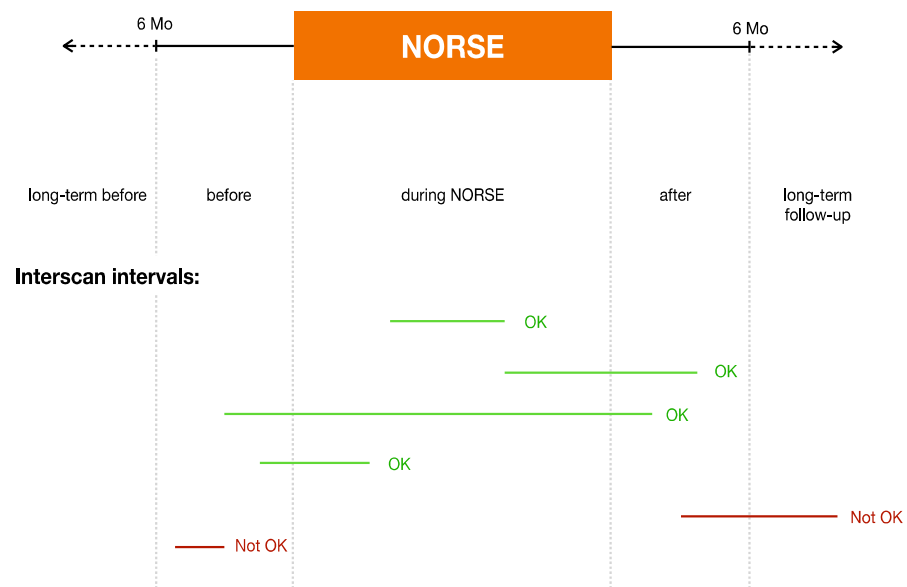 6 Mo
6 Mo
NORSE
long-term before
before
during NORSE
after
long-term
follow-up
Interscan intervals:
OK
OK
OK
OK
Not OK
Not OK